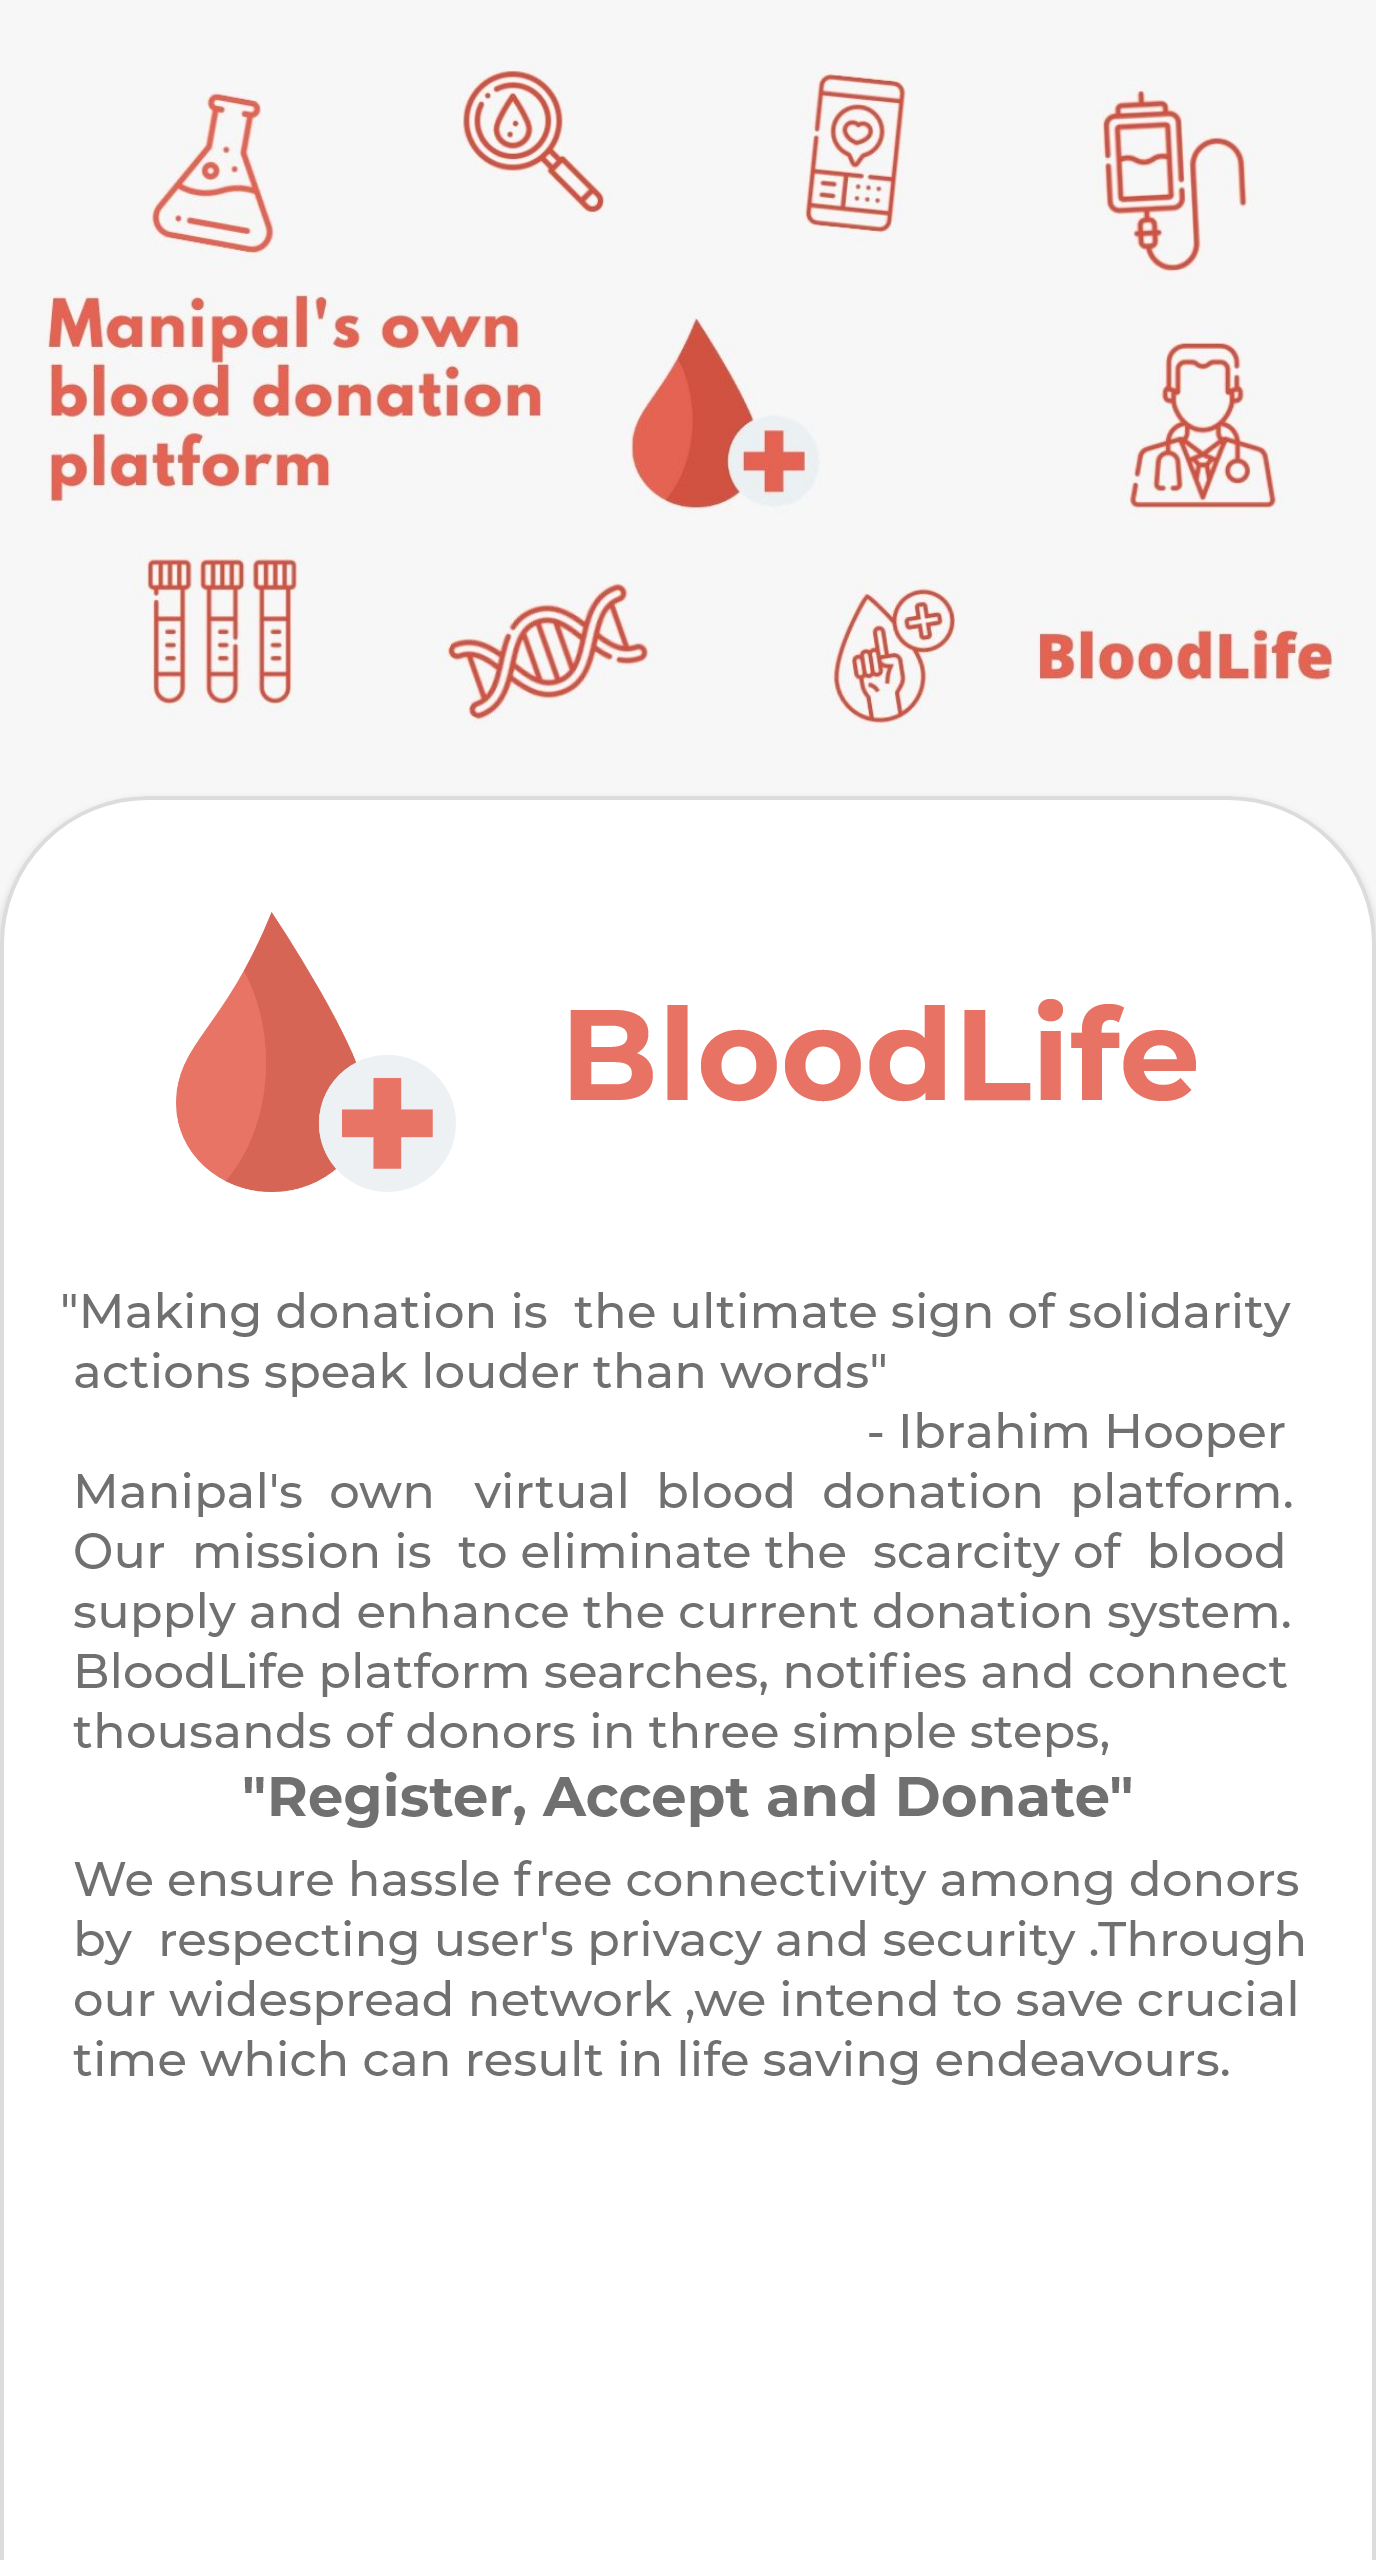 Manipal's own
blood donation
platform
BloodLife
BloodLife
"Making donation is the ultimate sign of solidarity
actions speak louder than words"
- Ibrahim Hooper
Manipal's own virtual blood donation platform.
Our mission is to eliminate the scarcity of blood
supply and enhance the current donation system.
BloodLife platform searches, notifies and connect
thousands of donors in three simple steps,
"Register, Accept and Donate"
We ensure hassle free connectivity among donors
by respecting user's privacy and security .Through
our widespread network ,we intend to save crucial
time which can result in life saving endeavours.